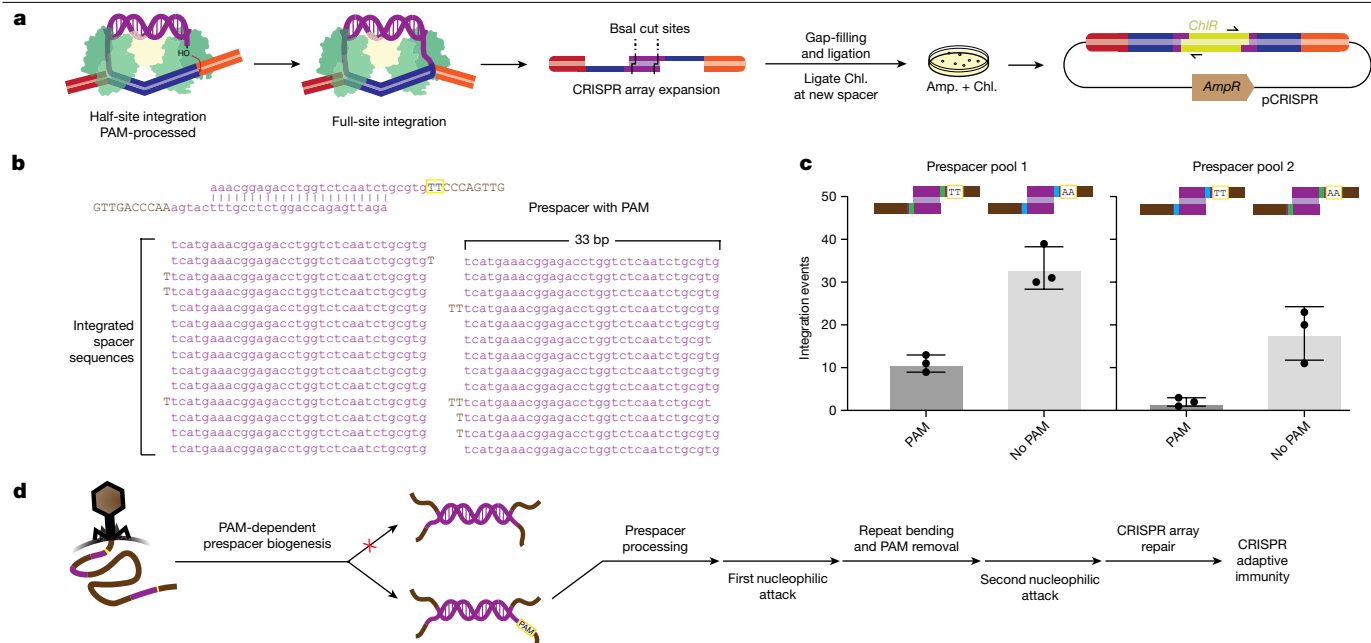 a
HO
Half-site integration
PAM-processed
Full-site integration
BsaI cut sites
CRISPR array expansion
Gap-filling
and ligation
Ligate Chl.
at new spacer
Amp. + Chl.
ChlR
AmpR
pCRISPR
b
aaacggagacctggtctcaatctgcgtgTTCCCAGTTG
GTTGACCCAAagtactttgcctctggaccagagttaga
Prespacer with PAM
33 bp
Integrated
spacer
sequences
tcatgaaacggagacctggtctcaatctgcgtg
tcatgaaacggagacctggtctcaatctgcgtgT
Ttcatgaaacggagacctggtctcaatctgcgtg
Ttcatgaaacggagacctggtctcaatctgcgtg
tcatgaaacggagacctggtctcaatctgcgtg
tcatgaaacggagacctggtctcaatctgcgtg
tcatgaaacggagacctggtctcaatctgcgtg
tcatgaaacggagacctggtctcaatctgcgtg
tcatgaaacggagacctggtctcaatctgcgtg
tcatgaaacggagacctggtctcaatctgcgtg
Ttcatgaaacggagacctggtctcaatctgcgtg
tcatgaaacggagacctggtctcaatctgcgtg
tcatgaaacggagacctggtctcaatctgcgtg
tcatgaaacggagacctggtctcaatctgcgtg
tcatgaaacggagacctggtctcaatctgcgtg
tcatgaaacggagacctggtctcaatctgcgtg
tcatgaaacggagacctggtctcaatctgcgtg
TTtcatgaaacggagacctggtctcaatctgcgtg
tcatgaaacggagacctggtctcaatctgcgtg
tcatgaaacggagacctggtctcaatctgcgt
tcatgaaacggagacctggtctcaatctgcgtg
tcatgaaacggagacctggtctcaatctgcgtg
tcatgaaacggagacctggtctcaatctgcgtg
TTtcatgaaacggagacctggtctcaatctgcgt
Ttcatgaaacggagacctggtctcaatctgcgtg
Ttcatgaaacggagacctggtctcaatctgcgtg
tcatgaaacggagacctggtctcaatctgcgtg
c
Prespacer pool 1
Prespacer pool 2
TT
AA
TT
AA
Integration events
50
40
30
20
10
0
PAM
No PAM
PAM
No PAM
d
PAM-dependent
prespacer biogenesis
PAM
Prespacer
processing
First nucleophilic
attack
Repeat bending
and PAM removal
Second nucleophilic
attack
CRISPR array
repair
CRISPR
adaptive
immunity